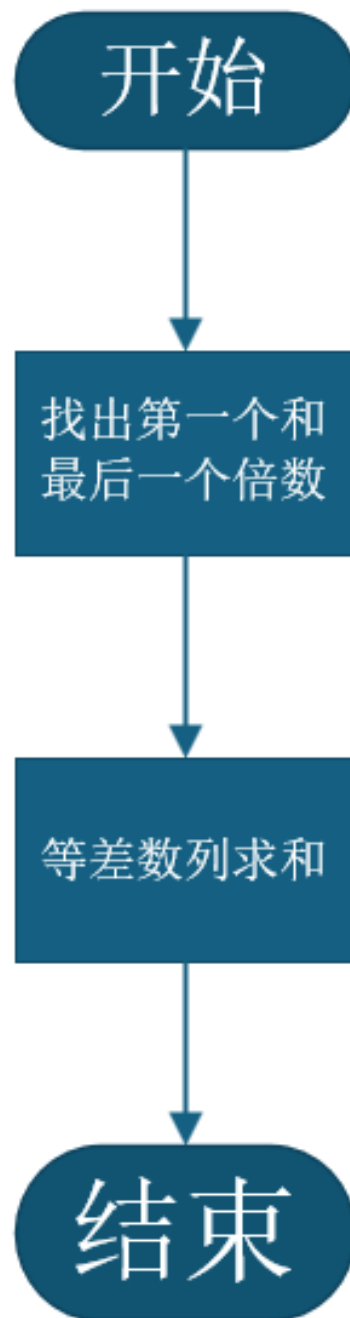 开始
找出第一个和
最后一个倍数
等差数列求和
结束